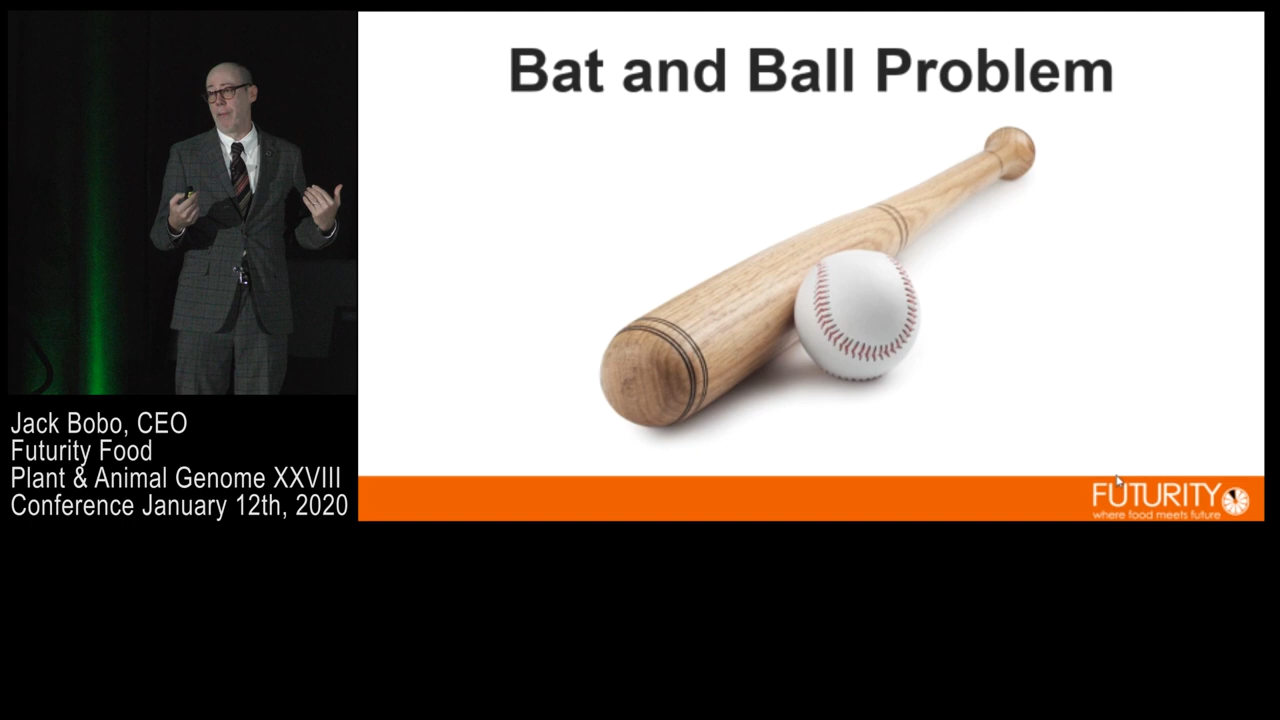 Bat and Ball Problem
Jack Bobo, CEO
Futurity Food
Plant & Animal Genome XXVIII
Conference January 12th, 2020
FUTURITY
where food meets future